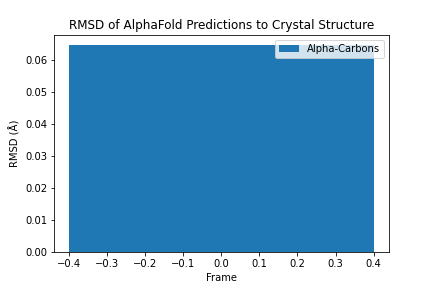 RMSD of AlphaFold Predictions to Crystal Structure
Alpha-Carbons
RMSD (Å)
0.06
0.05
0.04
0.03
0.02
0.01
0.00
−0.4 −0.3 −0.2 −0.1 0.0 0.1 0.2 0.3 0.4
Frame